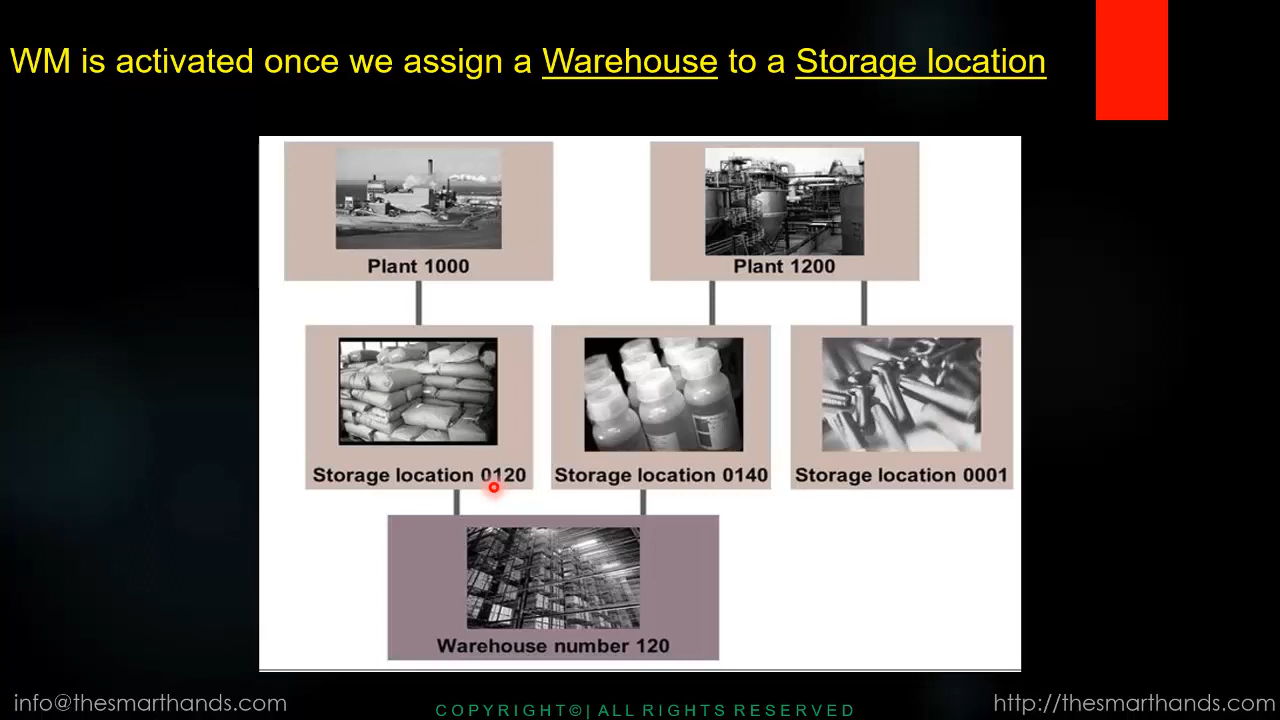 WM is activated once we assign a Warehouse to a Storage location
Plant 1000
Plant 1200
Storage location 0120
Storage location 0140
Storage location 0001
Warehouse number 120
info@thesmarthands.com
COPYRIGHT©| ALL RIGHTS RESERVED
http://thesmarthands.com